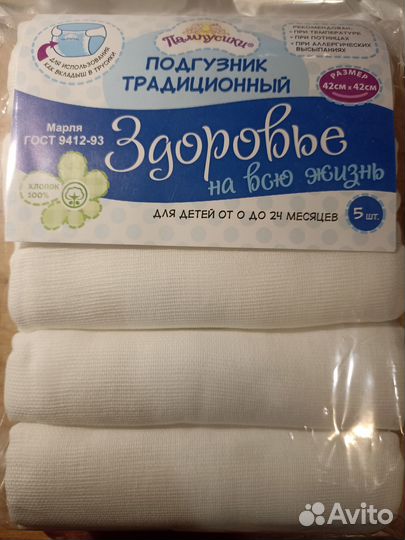 Пампусики®
ПОДГУЗНИК
ТРАДИЦИОННЫЙ
ДЛЯ ИСПОЛЬЗОВАНИЯ
КАК ВКЛАДЫШ В ТРУСИКИ
РЕКОМЕНДОВАН:
• ПРИ ТЕМПЕРАТУРЕ
• ПРИ ПОТНИЦАХ
• ПРИ АЛЛЕРГИЧЕСКИХ
ВЫСЫПАНИЯХ
РАЗМЕР
42СМ х 42СМ
Марля
ГОСТ 9412-93
Здоровье
на всю жизнь
ХЛОПОК
100%
ДЛЯ ДЕТЕЙ ОТ 0 ДО 24 МЕСЯЦЕВ
5 шт.
Avito